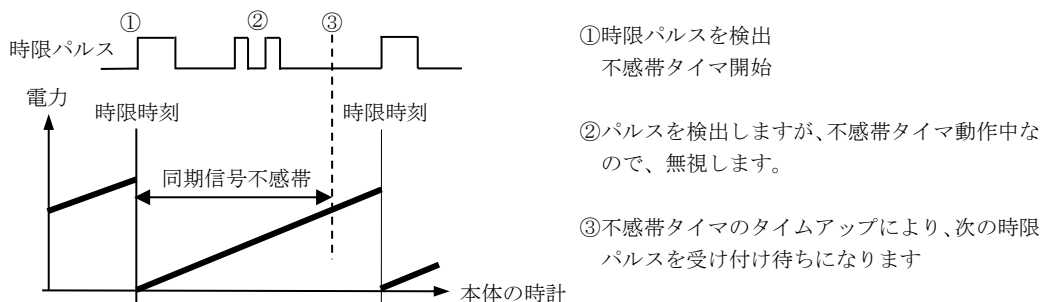 ① ② ③
時限パルス
電力
時限時刻 時限時刻
同期信号不感帯
本体の時計
①時限パルスを検出
不感帯タイマ開始
②パルスを検出しますが、不感帯タイマ動作中な
ので、無視します。
③不感帯タイマのタイムアップにより、次の時限
パルスを受け付け待ちになります